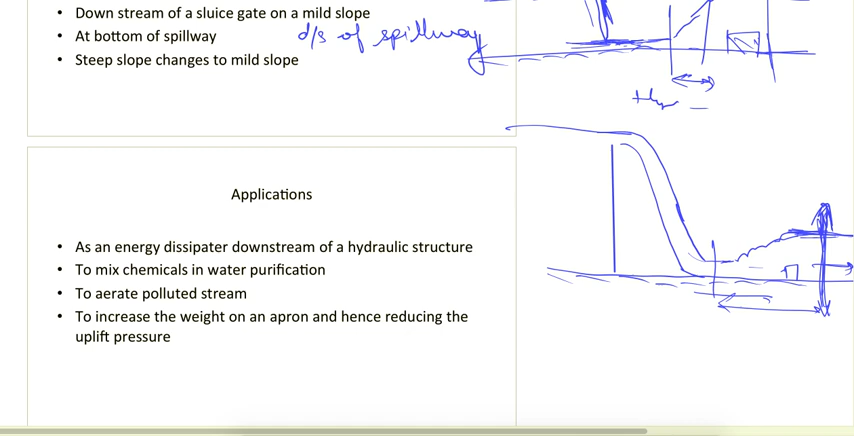 • Down stream of a sluice gate on a mild slope
• At bottom of spillway
d/s of spillway
• Steep slope changes to mild slope
Applications
• As an energy dissipater downstream of a hydraulic structure
• To mix chemicals in water purification
• To aerate polluted stream
• To increase the weight on an apron and hence reducing the
uplift pressure